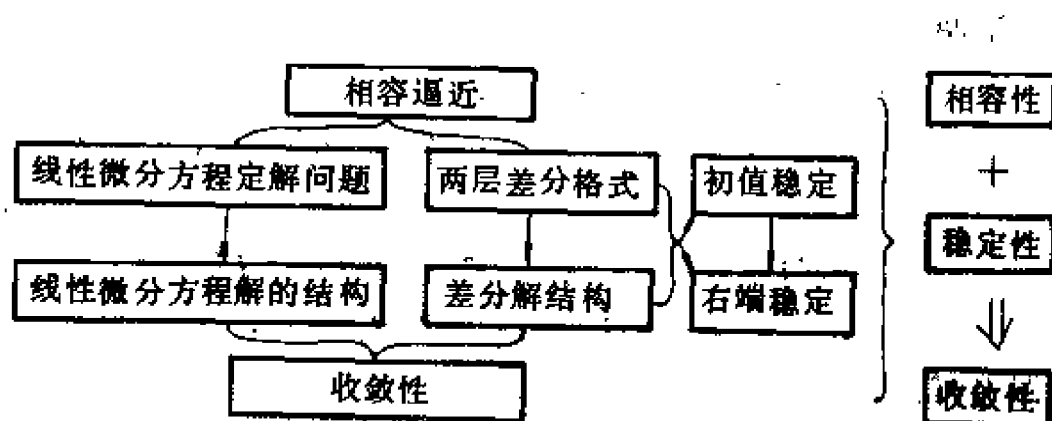 相容逼近
线性微分方程定解问题
两层差分格式
初值稳定
线性微分方程解的结构
差分解结构
右端稳定
收敛性
相容性
+
稳定性
⇓
收敛性